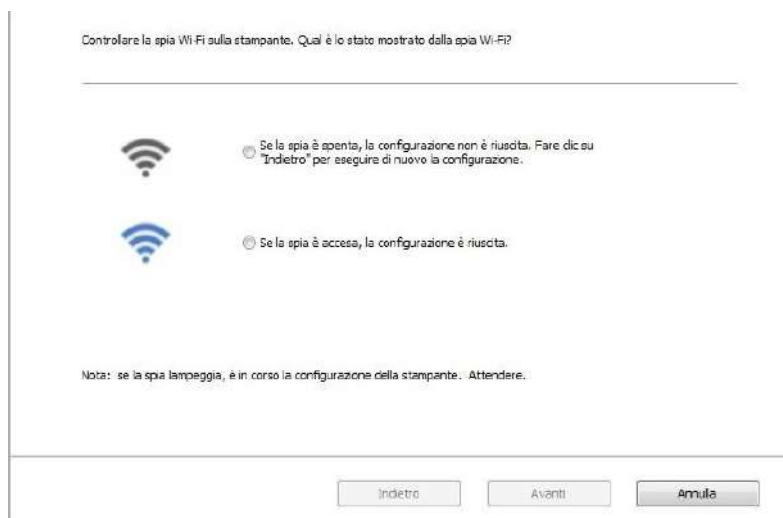 Controllare la spia Wi-Fi sulla stampante. Qual è lo stato mostrato dalla spia Wi-Fi?
Se la spia è spenta, la configurazione non è riuscita. Fare clic su
"Indietro" per eseguire di nuovo la configurazione.
Se la spia è accesa, la configurazione è riuscita.
Nota: se la spia lampeggia, è in corso la configurazione della stampante. Attendere.
Indietro
Avanti
Annulla